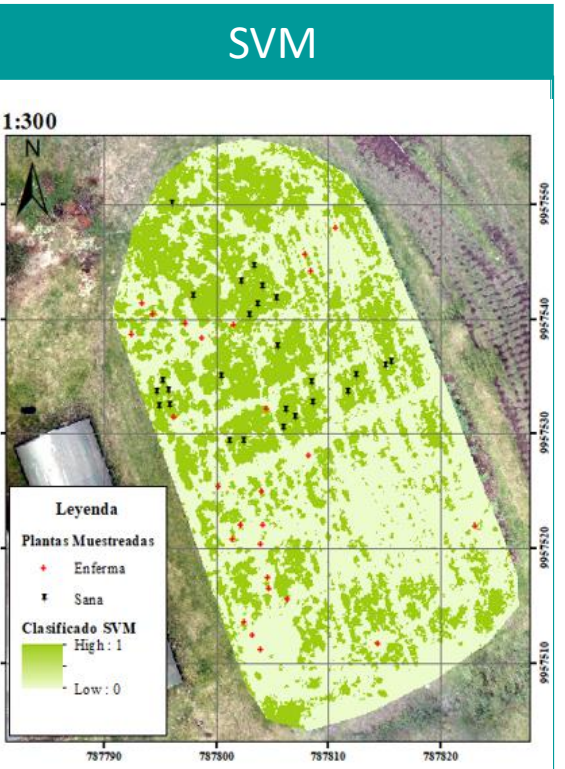 SVM
1:300
N
9957550
9957540
9957530
9957520
9957510
Leyenda
Plantas Muestreadas
Enferma
Sana
Clasificado SVM
High : 1
Low : 0
787790
787800
787810
787820